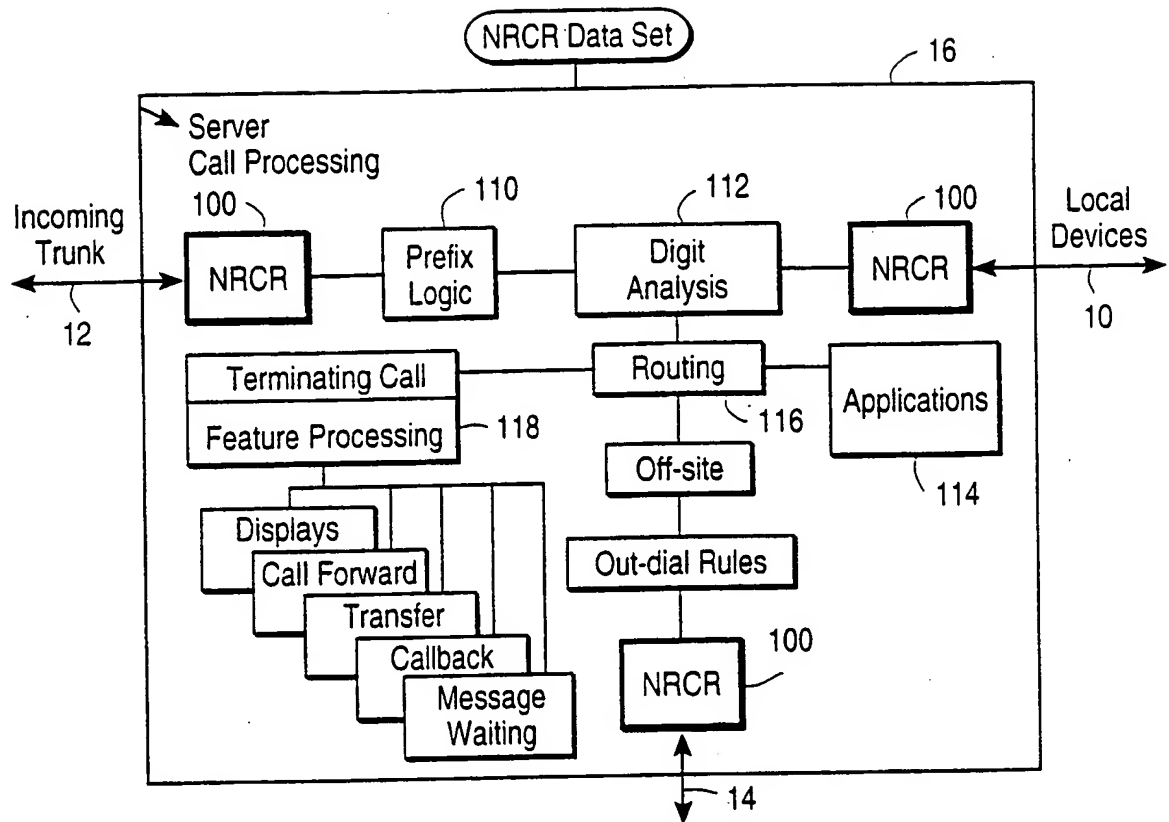 NRCR Data Set
16
Server
Call Processing
Incoming
Trunk
12
100
NRCR
110
Prefix
Logic
112
Digit
Analysis
100
NRCR
Local
Devices
10
Terminating Call
Feature Processing
118
Routing
116
Applications
114
Off-site
Out-dial Rules
100
NRCR
14
Displays
Call Forward
Transfer
Callback
Message
Waiting